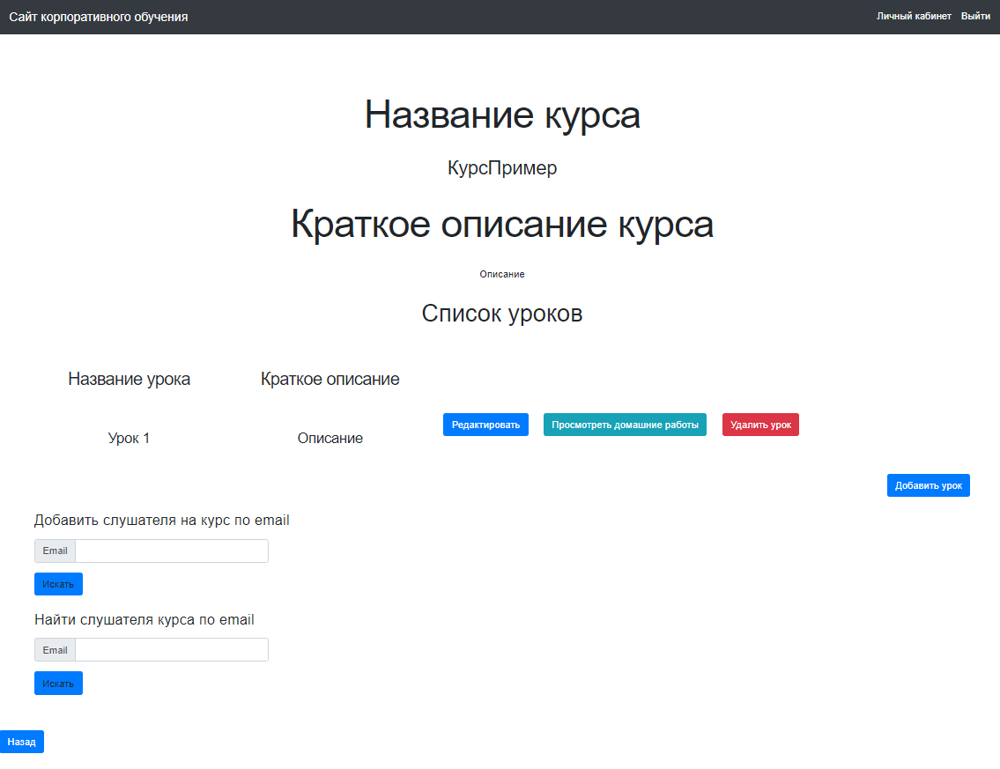 Сайт корпоративного обучения
Личный кабинет Выйти
Название курса
КурсПример
Краткое описание курса
Описание
Список уроков
Название урока Краткое описание
Урок 1 Описание Редактировать Просмотреть домашние работы Удалить урок
Добавить урок
Добавить слушателя на курс по email
Email
Искать
Найти слушателя курса по email
Email
Искать
Назад